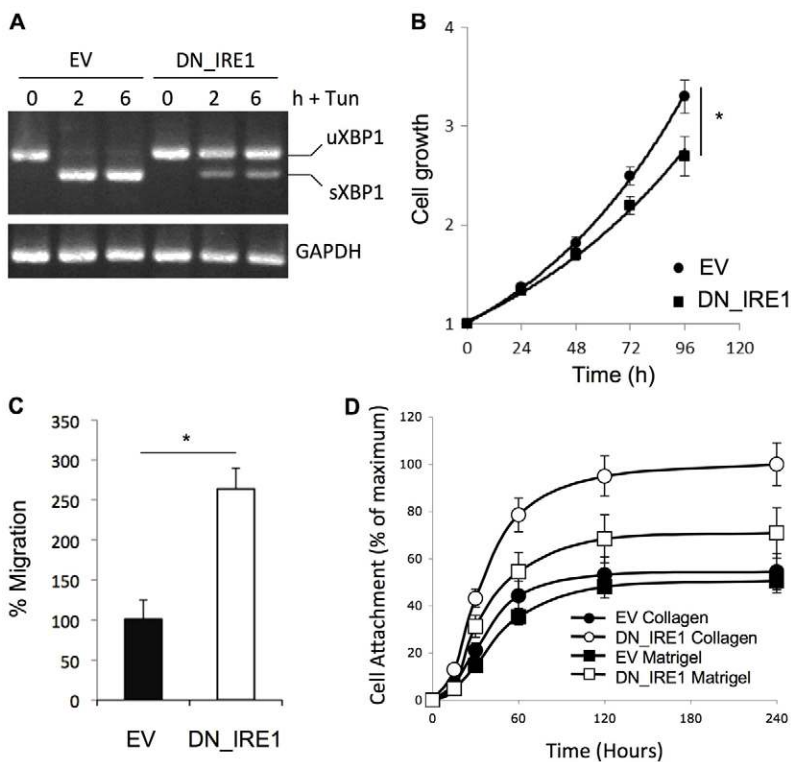 A
EV DN_IRE1
0 2 6 0 2 6 h + Tun
uXBP1
sXBP1
GAPDH
B
Cell growth
4
3
2
1
*
EV
DN_IRE1
0 24 48 72 96 120
Time (h)
C
% Migration
350
300
250
200
150
100
50
0
*
EV DN_IRE1
D
Cell Attachment (% of maximum)
120
100
80
60
40
20
0
EV Collagen
DN_IRE1 Collagen
EV Matrigel
DN_IRE1 Matrigel
0 60 120 180 240
Time (Hours)